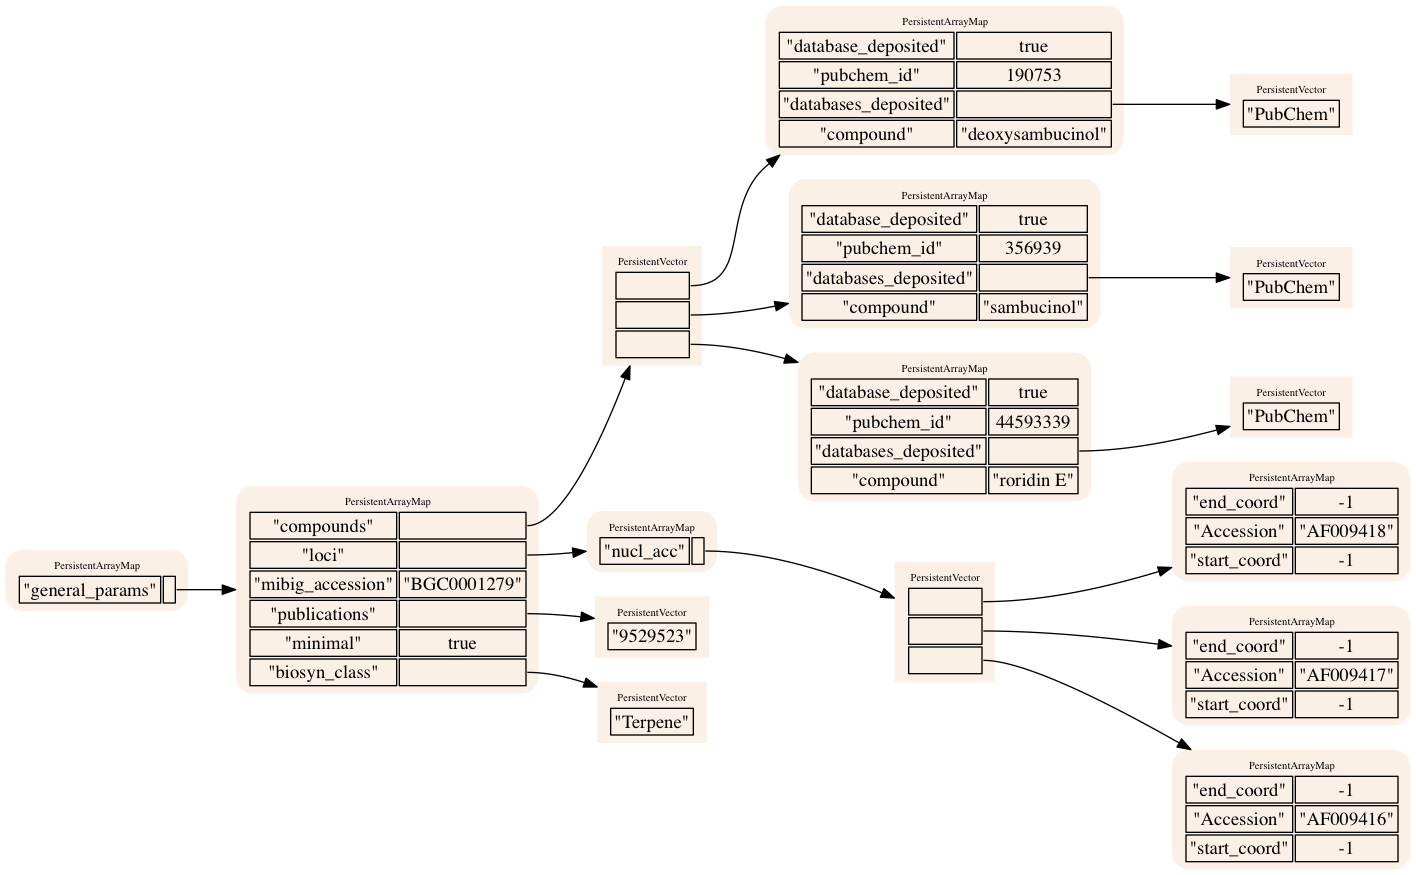 PersistentArrayMap
"general_params"
PersistentArrayMap
"compounds"
"loci"
"mibig_accession" "BGC0001279"
"publications"
"minimal" true
"biosyn_class"
PersistentVector
PersistentArrayMap
"database_deposited" true
"pubchem_id" 190753
"databases_deposited"
"compound" "deoxysambucinol"
PersistentVector
"PubChem"
PersistentArrayMap
"database_deposited" true
"pubchem_id" 356939
"databases_deposited"
"compound" "sambucinol"
PersistentVector
"PubChem"
PersistentArrayMap
"database_deposited" true
"pubchem_id" 44593339
"databases_deposited"
"compound" "roridin E"
PersistentVector
"PubChem"
PersistentArrayMap
"nucl_acc"
PersistentVector
"9529523"
PersistentVector
"Terpene"
PersistentVector
PersistentArrayMap
"end_coord" -1
"Accession" "AF009418"
"start_coord" -1
PersistentArrayMap
"end_coord" -1
"Accession" "AF009417"
"start_coord" -1
PersistentArrayMap
"end_coord" -1
"Accession" "AF009416"
"start_coord" -1